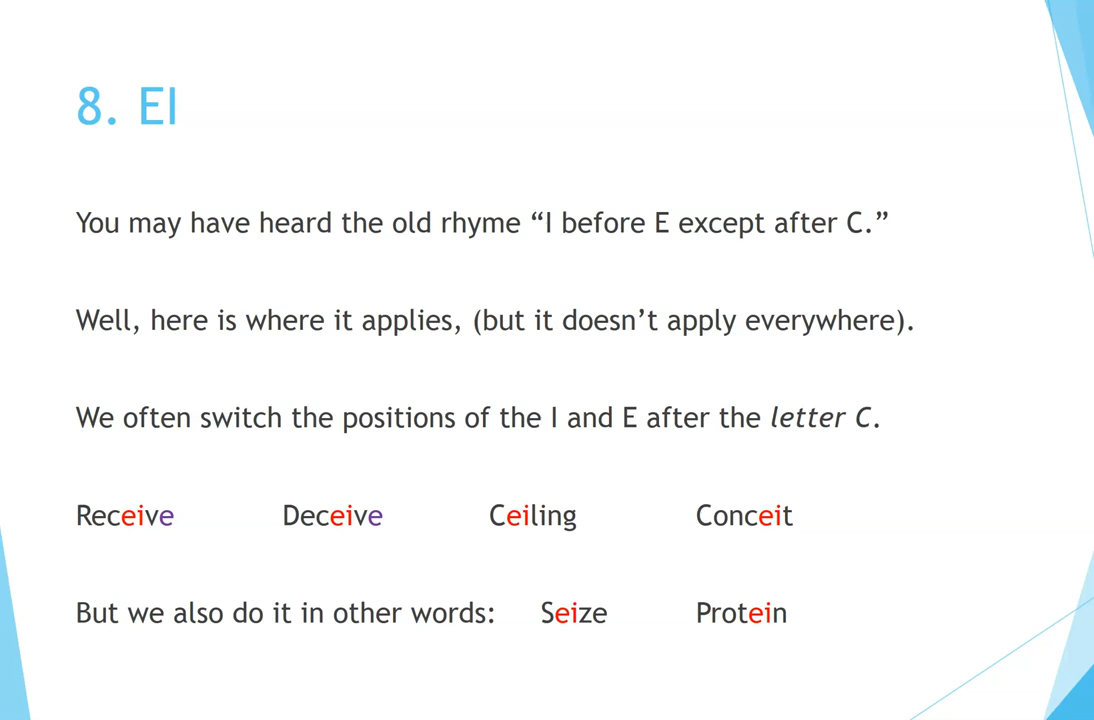 8. EI
You may have heard the old rhyme “I before E except after C.”
Well, here is where it applies, (but it doesn’t apply everywhere).
We often switch the positions of the I and E after the letter C.
Receive Deceive Ceiling Conceit
But we also do it in other words: Seize Protein